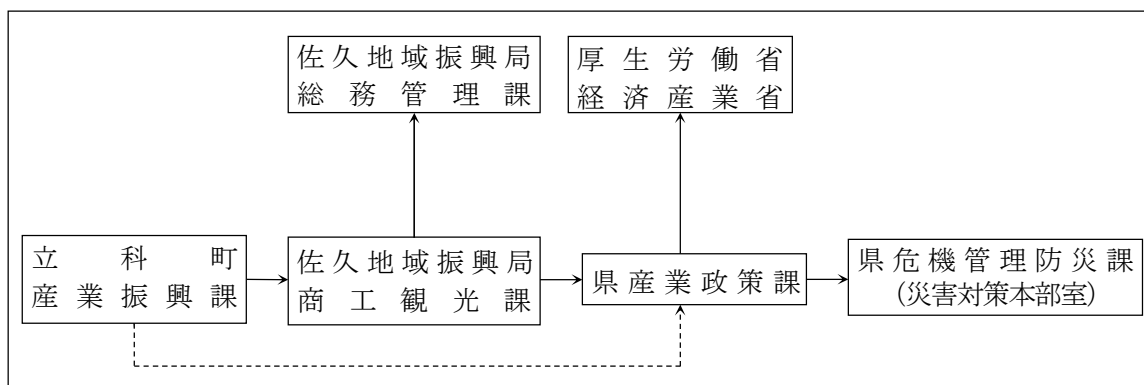 佐久地域振興局
総務管理課
厚生労働省
経済産業省
立科町
産業振興課
佐久地域振興局
商工観光課
県産業政策課
県危機管理防災課
(災害対策本部室)